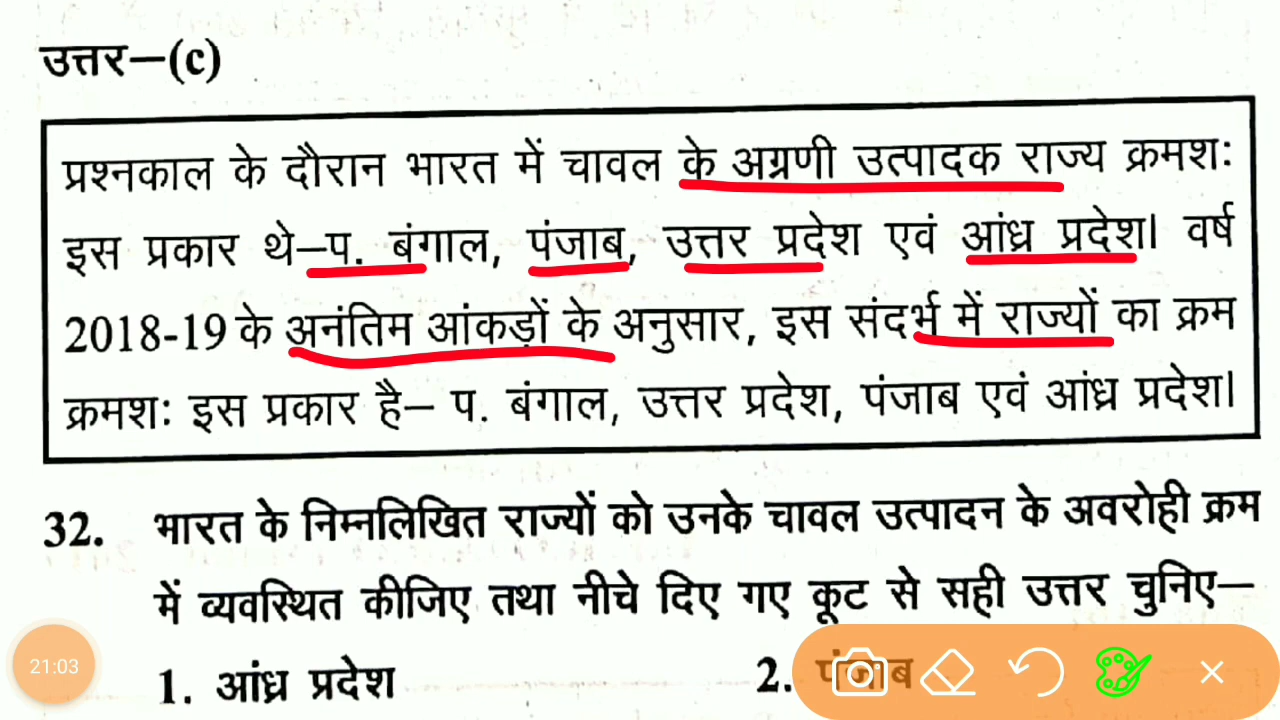 उत्तर–(c)
प्रश्नकाल के दौरान भारत में चावल के अग्रणी उत्पादक राज्य क्रमशः
इस प्रकार थे–प. बंगाल, पंजाब, उत्तर प्रदेश एवं आंध्र प्रदेश। वर्ष
2018-19 के अनंतिम आंकड़ों के अनुसार, इस संदर्भ में राज्यों का क्रम
क्रमशः इस प्रकार है– प. बंगाल, उत्तर प्रदेश, पंजाब एवं आंध्र प्रदेश।
32. भारत के निम्नलिखित राज्यों को उनके चावल उत्पादन के अवरोही क्रम
में व्यवस्थित कीजिए तथा नीचे दिए गए कूट से सही उत्तर चुनिए–
1. आंध्र प्रदेश 2. पंजाब
21:03